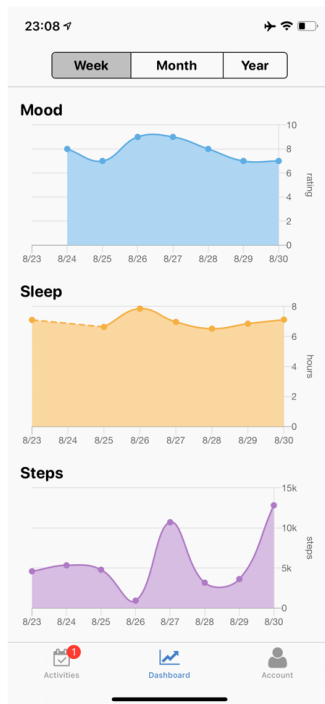 23:08
Week Month Year
Mood
10
8
6
4
2
0
rating
8/23 8/24 8/25 8/26 8/27 8/28 8/29 8/30
Sleep
8
6
4
2
0
hours
8/23 8/24 8/25 8/26 8/27 8/28 8/29 8/30
Steps
15k
10k
5k
0
steps
8/23 8/24 8/25 8/26 8/27 8/28 8/29 8/30
1
Activities Dashboard Account